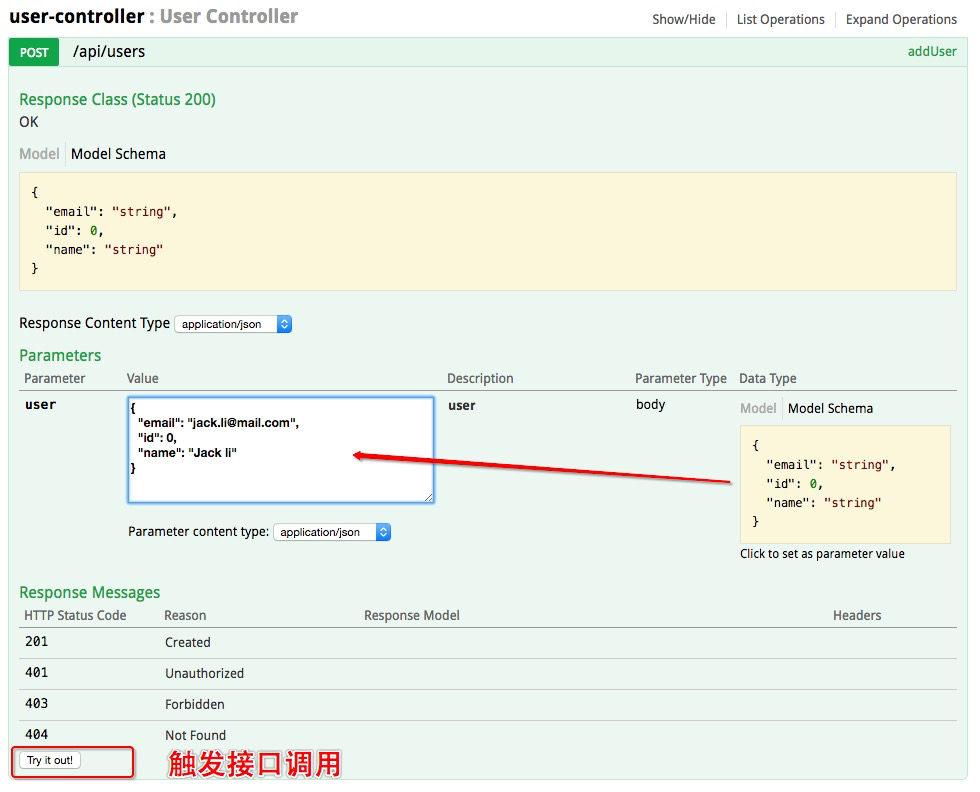 user-controller : User Controller
Show/Hide | List Operations | Expand Operations
POST /api/users addUser
Response Class (Status 200)
OK
Model | Model Schema
{
"email": "string",
"id": 0,
"name": "string"
}
Response Content Type application/json
Parameters
Parameter Value Description Parameter Type Data Type
user
{
"email": "jack.li@mail.com",
"id": 0,
"name": "Jack li"
}
Parameter content type: application/json
user
body
Model | Model Schema
{
"email": "string",
"id": 0,
"name": "string"
}
Click to set as parameter value
Response Messages
HTTP Status Code Reason Response Model Headers
201 Created
401 Unauthorized
403 Forbidden
404 Not Found
Try it out! 触发接口调用